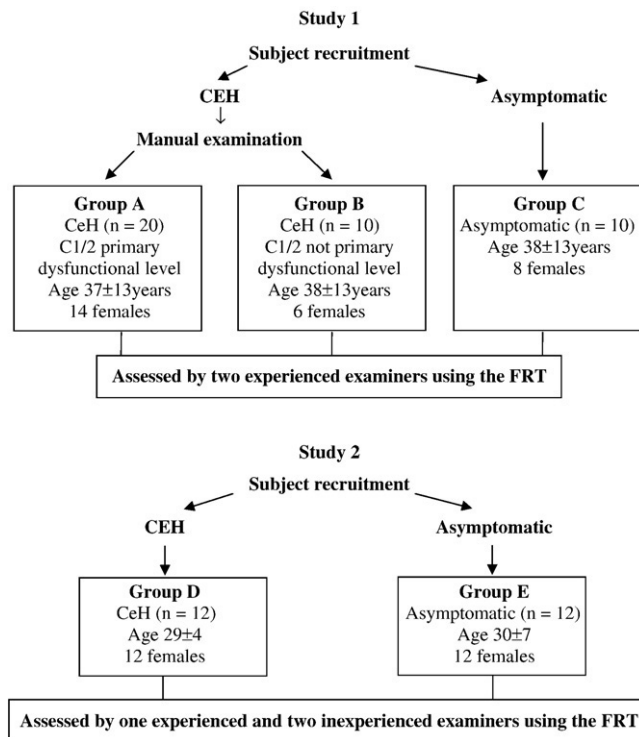 Study 1
Subject recruitment
CEH
Asymptomatic
Manual examination
Group A
CeH (n = 20)
C1/2 primary
dysfunctional level
Age 37±13years
14 females
Group B
CeH (n = 10)
C1/2 not primary
dysfunctional level
Age 38±13years
6 females
Group C
Asymptomatic (n = 10)
Age 38±13years
8 females
Assessed by two experienced examiners using the FRT
Study 2
Subject recruitment
CEH
Asymptomatic
Group D
CeH (n = 12)
Age 29±4
12 females
Group E
Asymptomatic (n = 12)
Age 30±7
12 females
Assessed by one experienced and two inexperienced examiners using the FRT